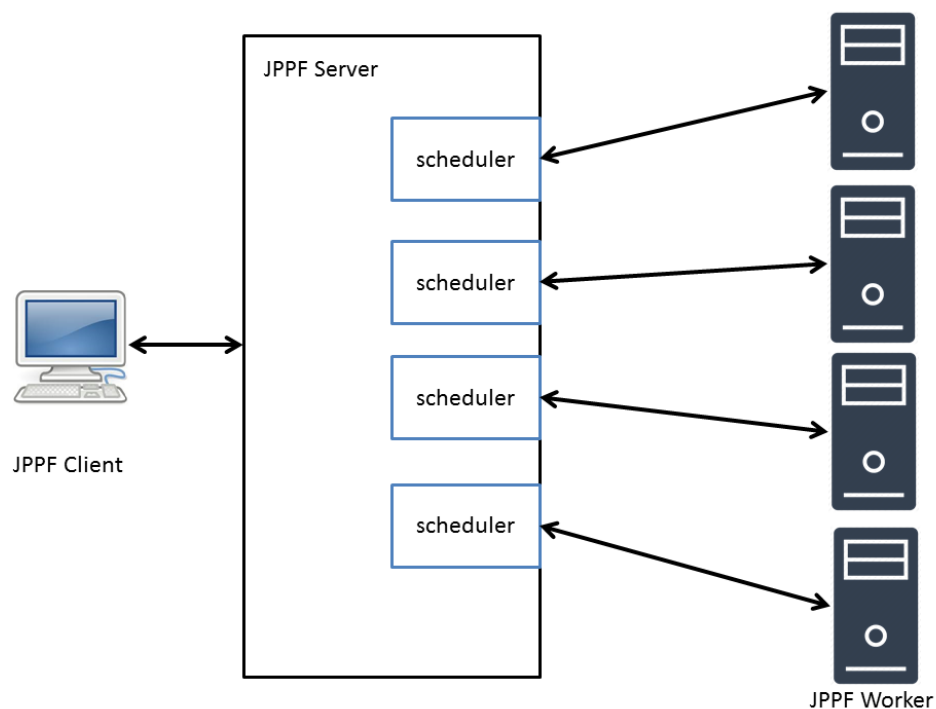 JPPF Server
scheduler
scheduler
scheduler
scheduler
JPPF Client
JPPF Worker